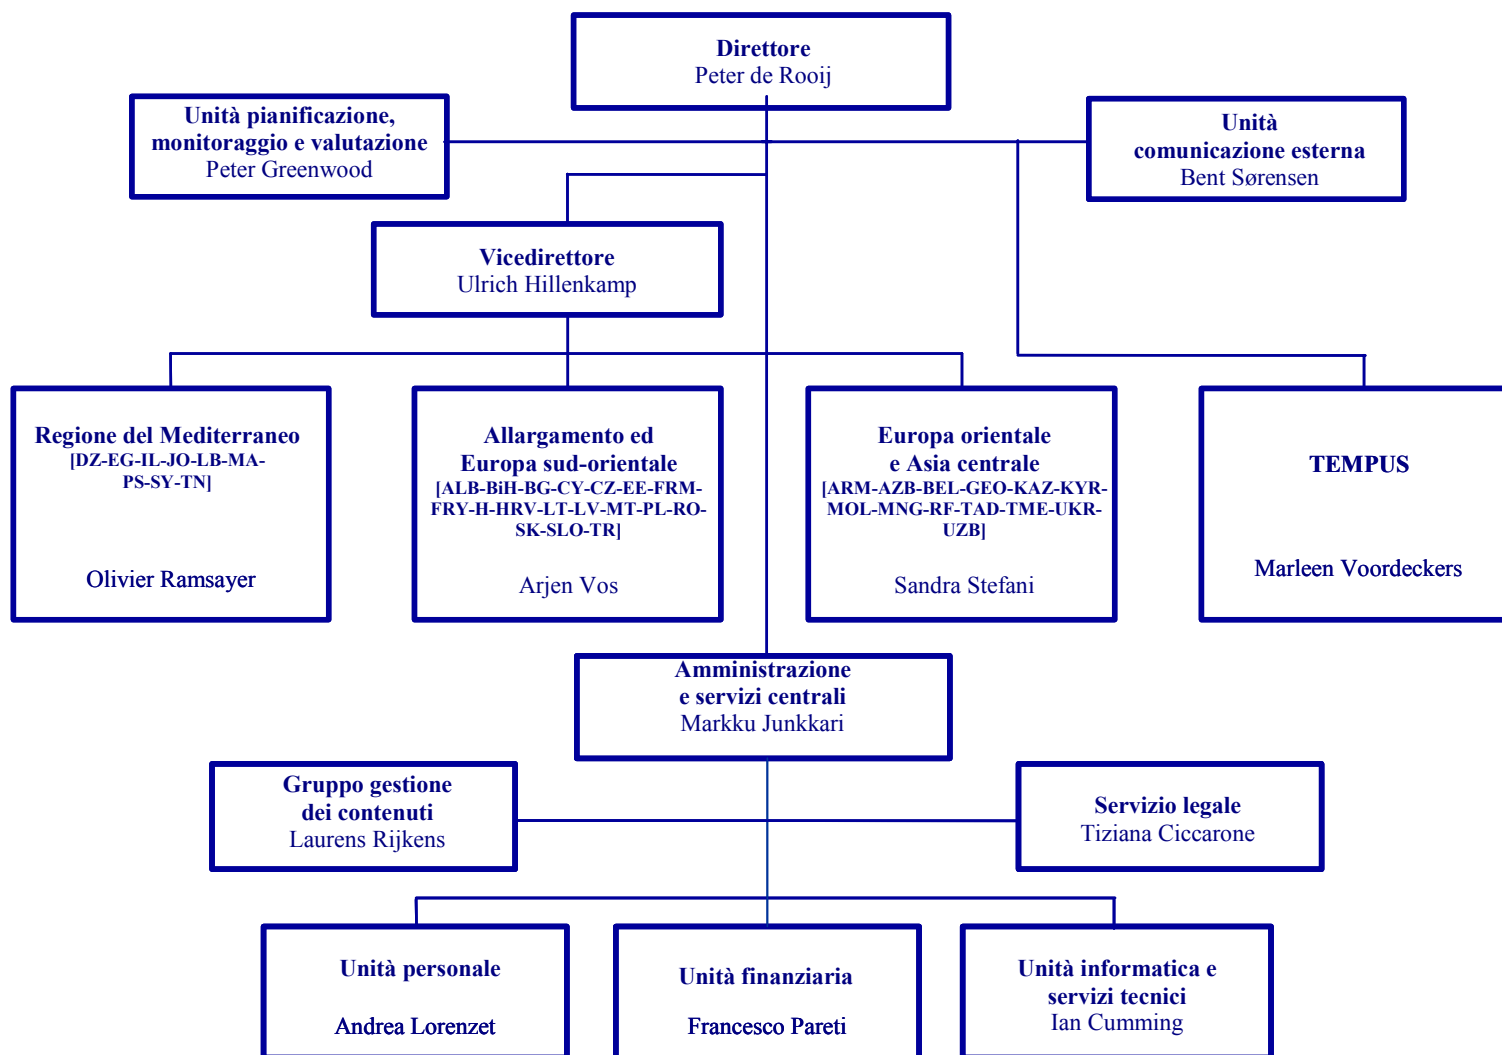 Direttore
Peter de Rooij
Unità pianificazione,
monitoraggio e valutazione
Peter Greenwood
Unità
comunicazione esterna
Bent Sørensen
Vicedirettore
Ulrich Hillenkamp
Regione del Mediterraneo
[DZ-EG-IL-JO-LB-MA-
PS-SY-TN]
Olivier Ramsayer
Allargamento ed
Europa sud-orientale
[ALB-BiH-BG-CY-CZ-EE-FRM-
FRY-H-HRV-LT-LV-MT-PL-RO-
SK-SLO-TR]
Arjen Vos
Europa orientale
e Asia centrale
[ARM-AZB-BEL-GEO-KAZ-KYR-
MOL-MNG-RF-TAD-TME-UKR-
UZB]
Sandra Stefani
TEMPUS
Marleen Voordeckers
Amministrazione
e servizi centrali
Markku Junkkari
Gruppo gestione
dei contenuti
Laurens Rijkens
Servizio legale
Tiziana Ciccarone
Unità personale
Andrea Lorenzet
Unità finanziaria
Francesco Pareti
Unità informatica e
servizi tecnici
Ian Cumming